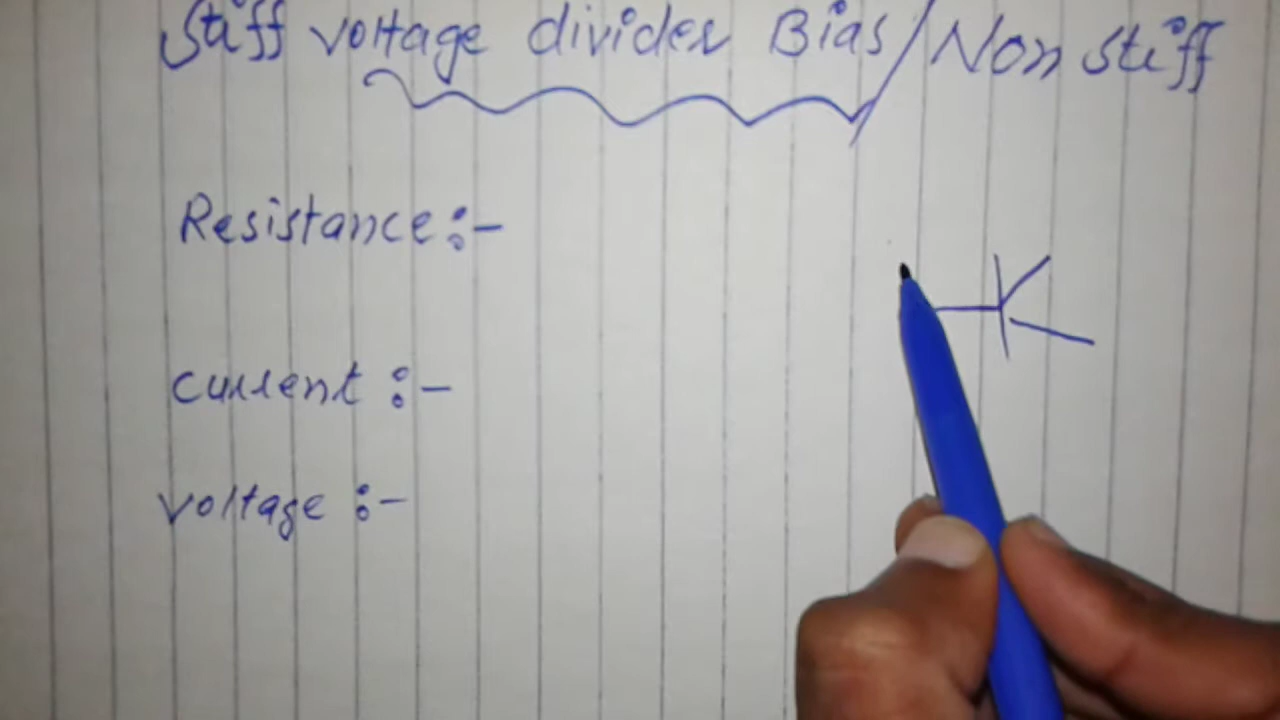 Stiff voltage divider Bias/Non stiff
Resistance :-
Current :-
Voltage :-